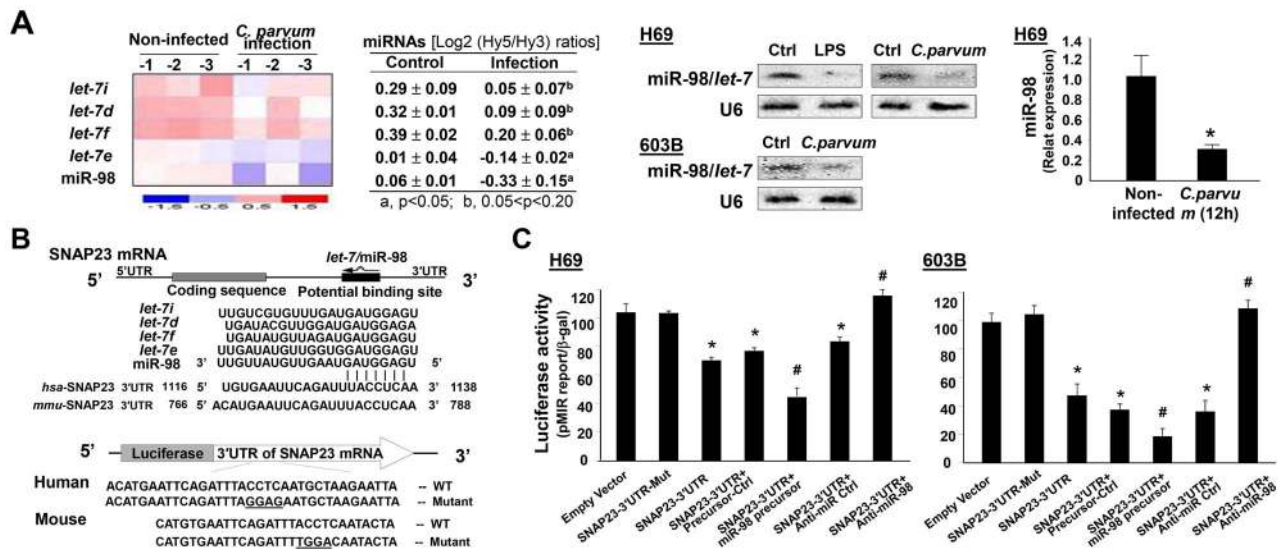 A
Non-infected
C. parvum
infection
-1 -2 -3 -1 -2 -3
let-7i
let-7d
let-7f
let-7e
miR-98
-1.5 -0.5 0.5 1.5
miRNAs [Log2 (Hy5/Hy3) ratios]
Control Infection
0.29 ± 0.09 0.05 ± 0.07b
0.32 ± 0.01 0.09 ± 0.09b
0.39 ± 0.02 0.20 ± 0.06b
0.01 ± 0.04 -0.14 ± 0.02a
0.06 ± 0.01 -0.33 ± 0.15a
a, p<0.05; b, 0.05<p<0.20
H69
Ctrl LPS Ctrl C.parvum
miR-98/let-7
U6
603B
Ctrl C.parvum
miR-98/let-7
U6
H69
miR-98
(Relat expression)
1.4
1.2
1.0
0.8
0.6
0.4
0.2
0
*
Non-
infected
C.parvu
m (12h)
B
SNAP23 mRNA
let-7/miR-98
5' 5'UTR 3'UTR 3'
Coding sequence Potential binding site
let-7i UUGUCGUGUUUGAUGAUGGAGU
let-7d UGAUACGUUGGAUGAUGGAGA
let-7f UGAUAUGUUAGAUGAUGGAGU
let-7e UGAUAUGUUGGUGGAUGGAGU
miR-98 3' UUGUUAUGUUGAAUGAUGGAGU 5'
hsa-SNAP23 3'UTR 1116 5' UGUGAAUUCAGAUUUACCUCAA 3' 1138
mmu-SNAP23 3'UTR 766 5' ACAUGAAUUCAGAUUUACCUCAA 3' 788
5' Luciferase 3'UTR of SNAP23 mRNA 3'
Human ACATGAATTCAGATTTACCTCAATGCTAAGAATTA -- WT
ACATGAATTCAGATTTAGGAGAATGCTAAGAATTA -- Mutant
Mouse CATGTGAATTCAGATTTACCTCAATACTA -- WT
CATGTGAATTCAGATTTTGGACAATACTA -- Mutant
C
H69
Luciferase activity
(pMIR report/β-gal)
120
100
80
60
40
20
0
* * # * #
Empty Vector
SNAP23-3'UTR-Mut
SNAP23-3'UTR
SNAP23-3'UTR+
Precursor-Ctrl
SNAP23-3'UTR+
miR-98 precursor
SNAP23-3'UTR+
Anti-miR Ctrl
SNAP23-3'UTR+
Anti-miR-98
603B
120
100
80
60
40
20
0
* * # * #
Empty Vector
SNAP23-3'UTR-Mut
SNAP23-3'UTR
SNAP23-3'UTR+
Precursor-Ctrl
SNAP23-3'UTR+
miR-98 precursor
SNAP23-3'UTR+
Anti-miR Ctrl
SNAP23-3'UTR+
Anti-miR-98